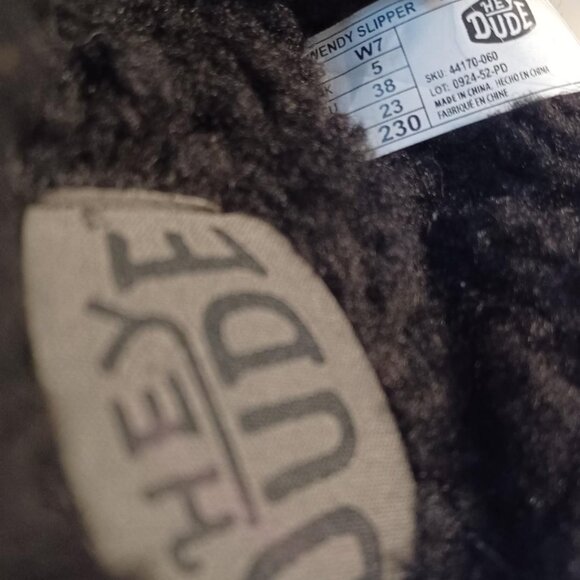 WENDY SLIPPER
W7
5
38
23
230
HEY
DUDE
SKU: 44170-060
LOT: 0924-52-PD
MADE IN CHINA. HECHO EN CHINA
FABRIQUÉ EN CHINE
HEY
DUDE